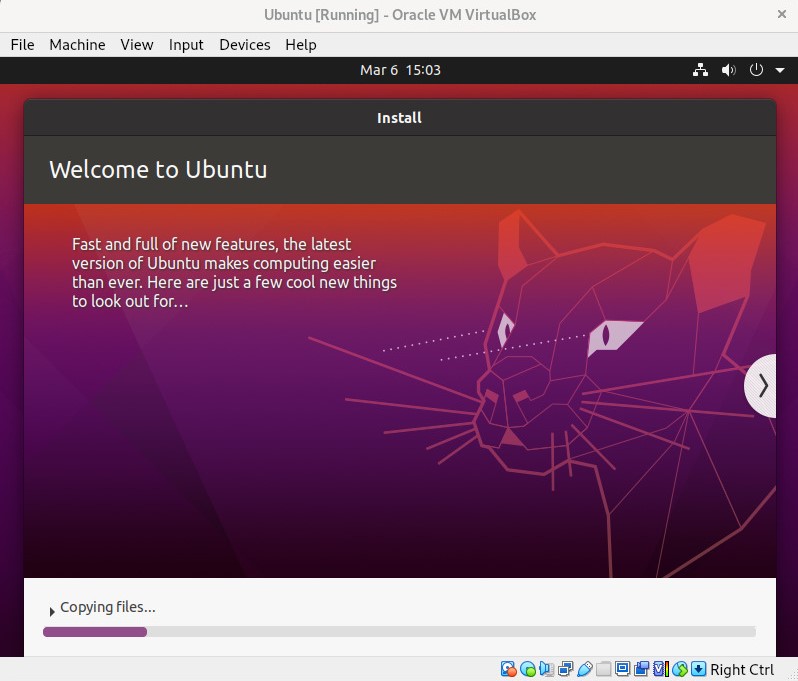 Ubuntu [Running] - Oracle VM VirtualBox
File Machine View Input Devices Help
Mar 6 15:03
Install
Welcome to Ubuntu
Fast and full of new features, the latest
version of Ubuntu makes computing easier
than ever. Here are just a few cool new things
to look out for…
Copying files...
Right Ctrl